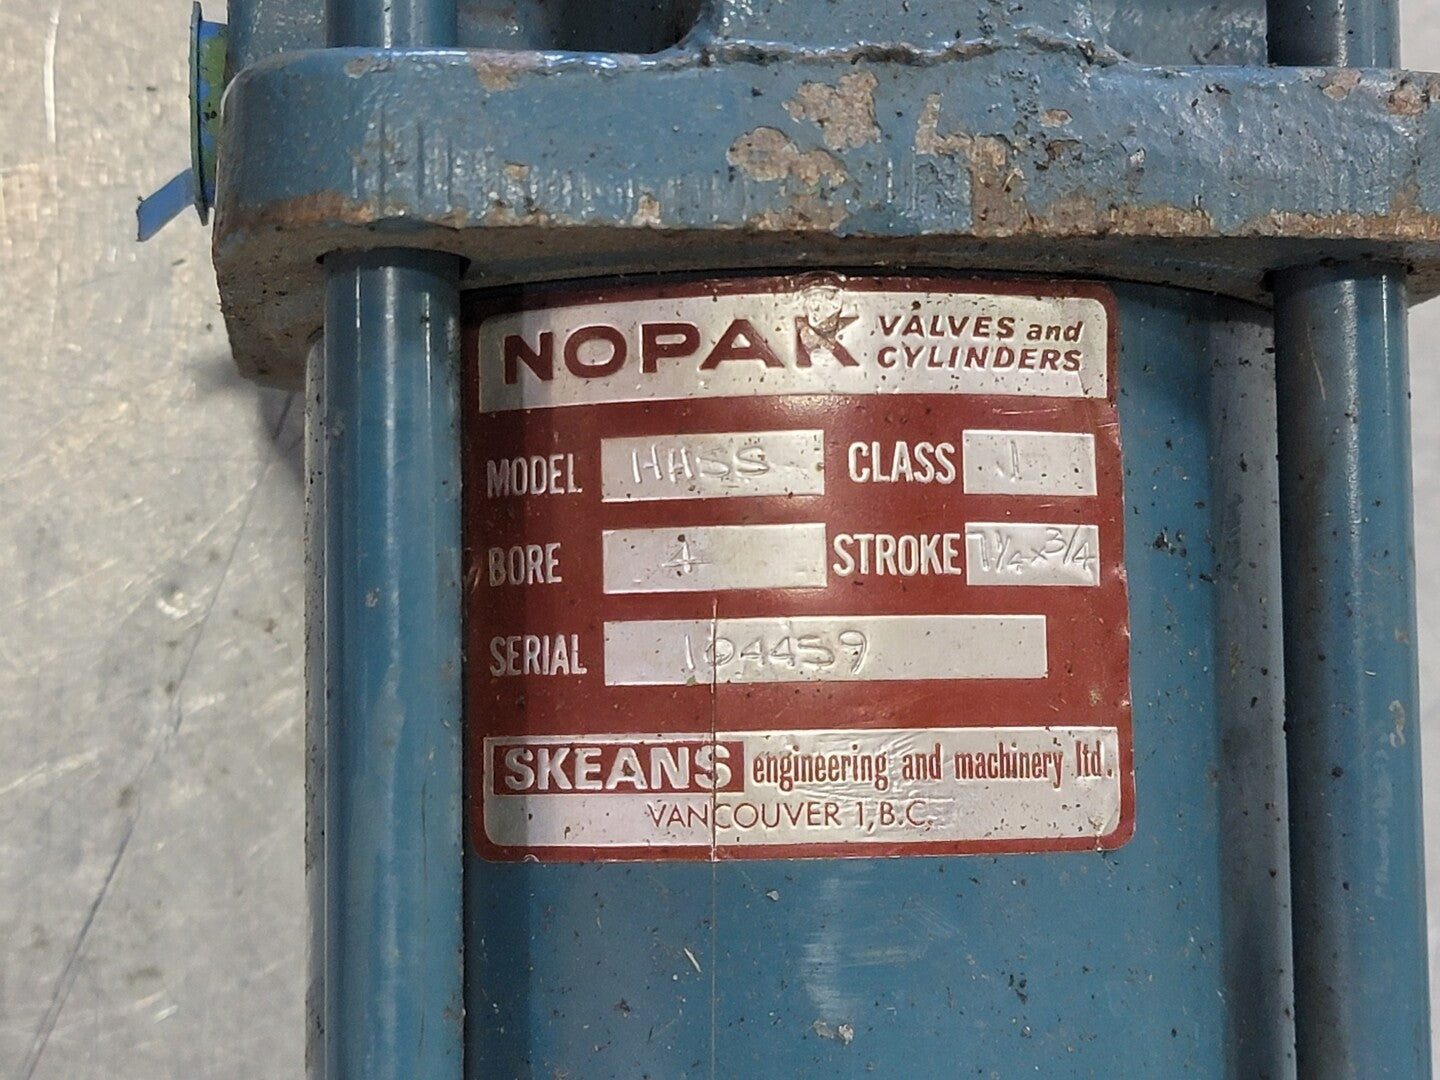 NOPAK VALVES and CYLINDERS
MODEL HHSS CLASS 1
BORE 4 STROKE 7 1/4 x 3/4
SERIAL 104459
SKEANS engineering and machinery ltd.
VANCOUVER 1, B.C.